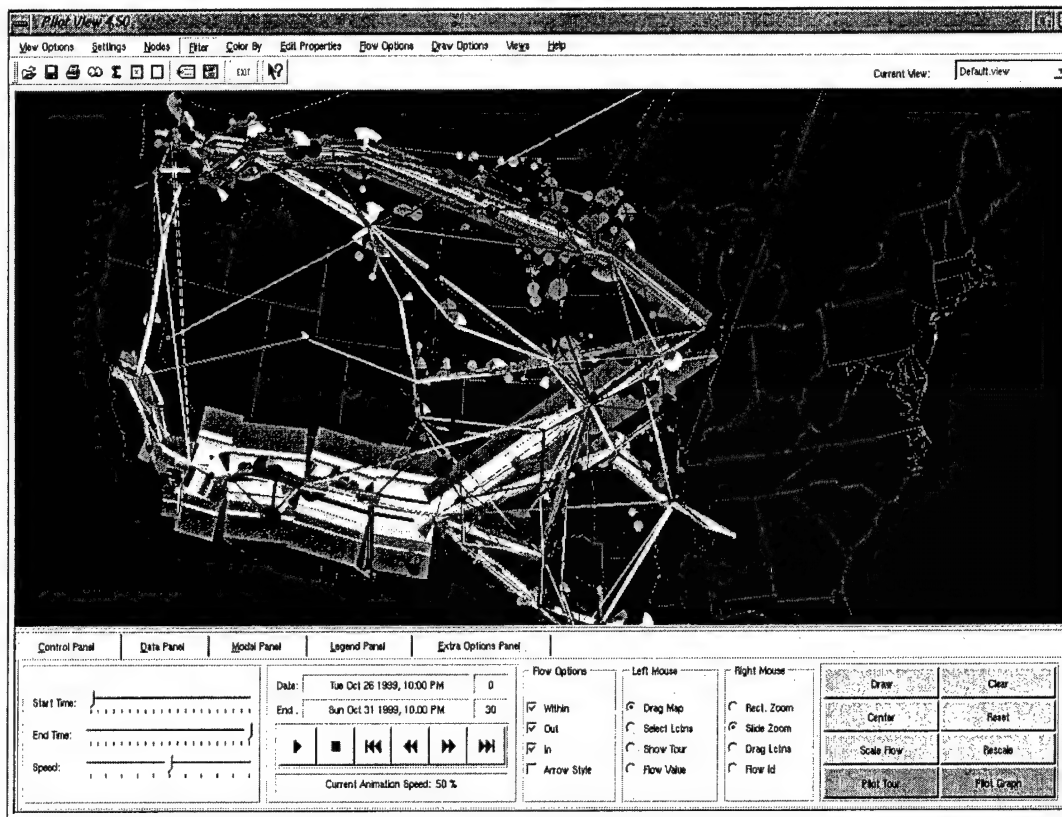 Pilot View 4.50
View Options Settings Nodes Filter Color By Edit Properties Flow Options Draw Options Views Help
EXIT Current View: Default.view
Control Panel Data Panel Modal Panel Legend Panel Extra Options Panel
Start Time:
End Time:
Speed:
Date: Tue Oct 26 1999, 10:00 PM 0
End: Sun Oct 31 1999, 10:00 PM 30
Current Animation Speed: 50 %
Flow Options
Within
Out
In
Arrow Style
Left Mouse
Drag Map
Select Lctns
Show Tour
Flow Value
Right Mouse
Rect. Zoom
Slide Zoom
Drag Lctns
Flow Id
Draw Clear
Center Reset
Scale Flow Rescale
Pilot Tour Pilot Graph